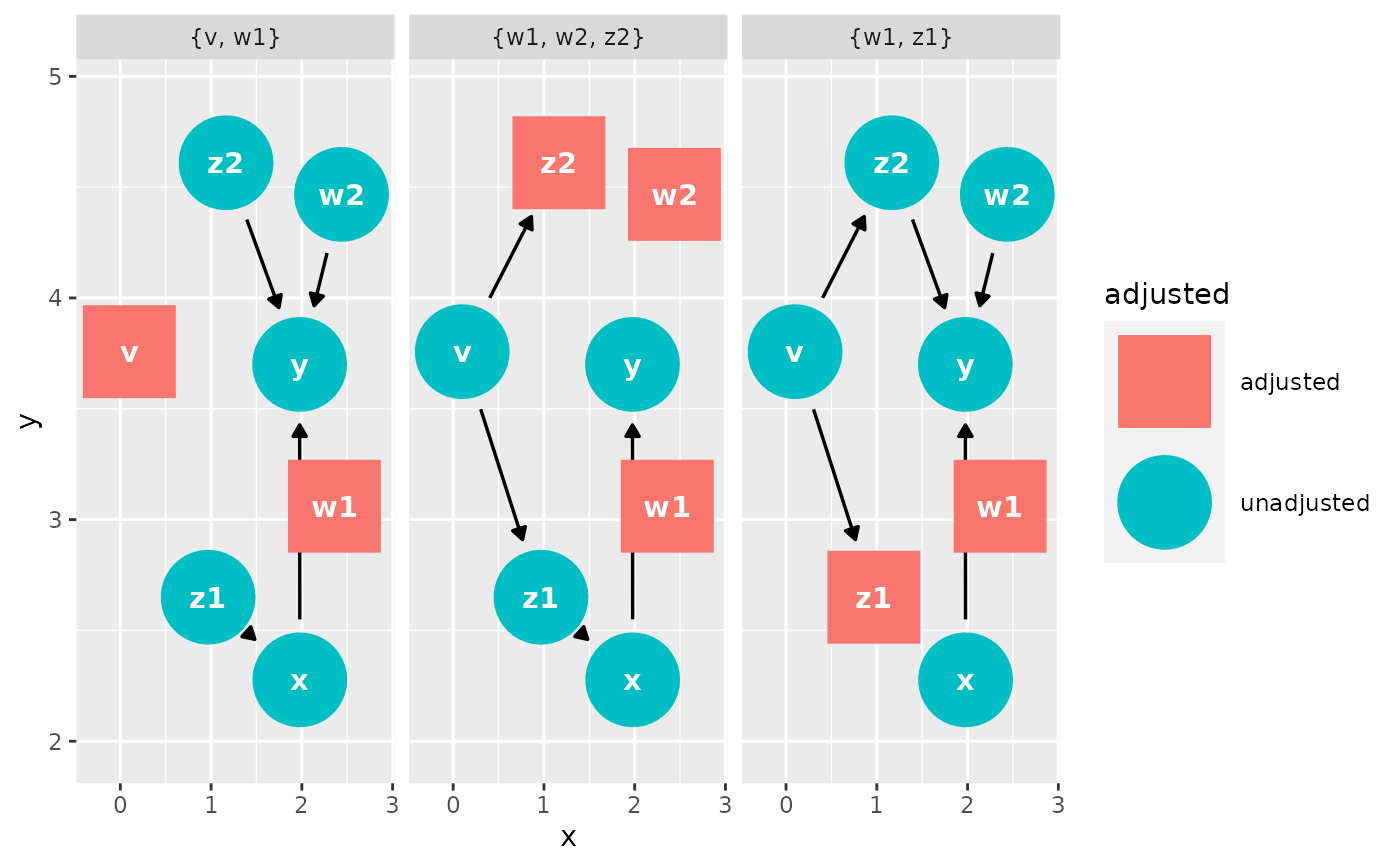 {v, w1} {w1, w2, z2} {w1, z1}
5
z2 z2 z2
w2 w2 w2
4
v y v y v y
w1 w1 w1
3
z1 z1 z1
x x x
2
0 1 2 3 0 1 2 3 0 1 2 3
x
y
adjusted
adjusted
unadjusted